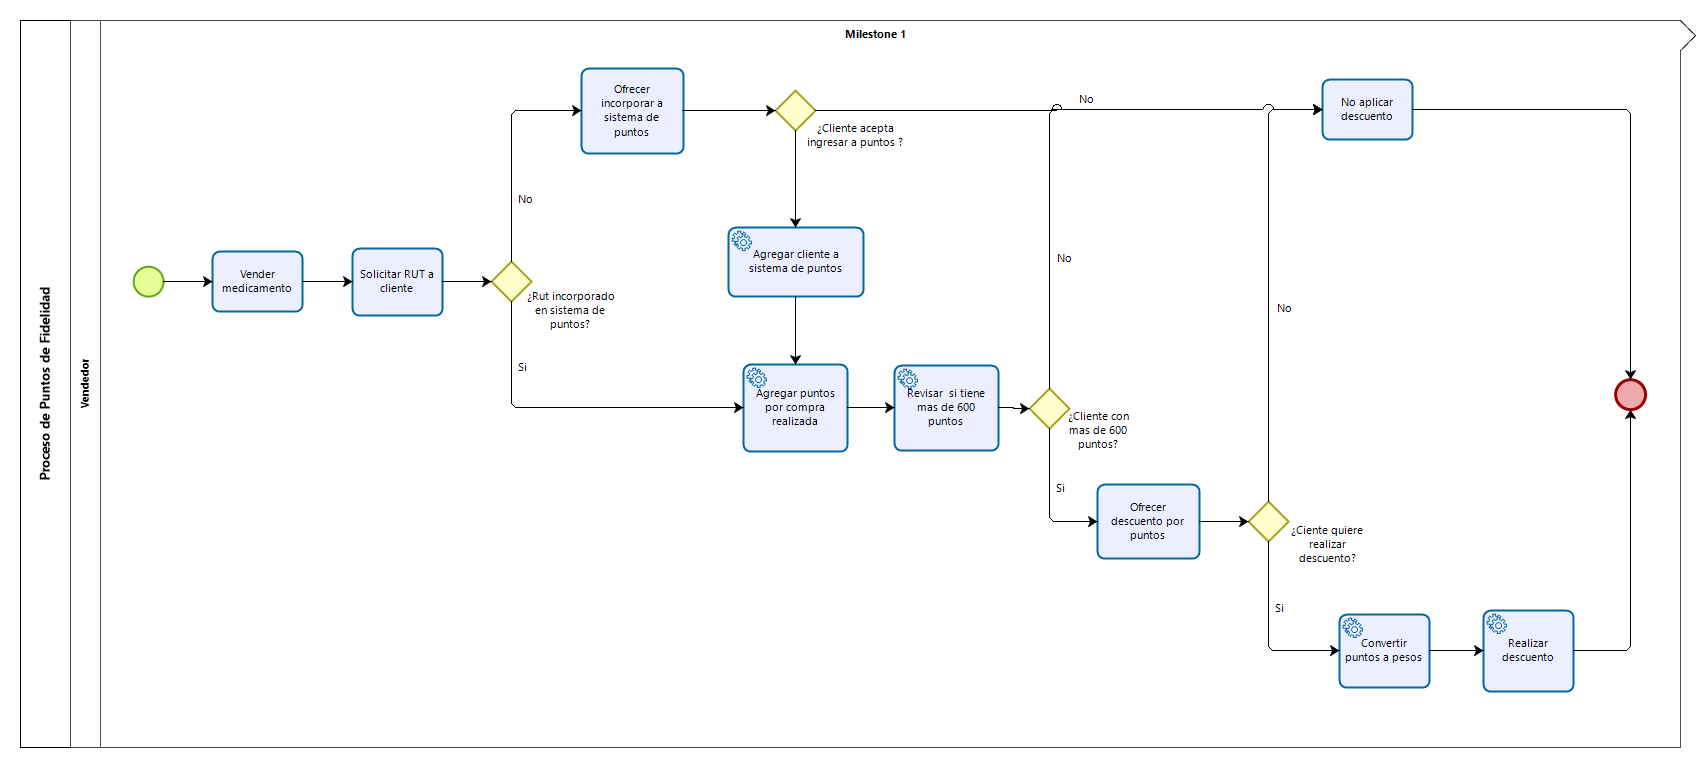 Milestone 1
Proceso de Puntos de Fidelidad
Vendedor
Ofrecer
incorporar a
sistema de
puntos
¿Cliente acepta
ingresar a puntos ?
No
No aplicar
descuento
No
Agregar cliente a
sistema de puntos
Vender
medicamento
Solicitar RUT a
cliente
¿Rut incorporado
en sistema de
puntos?
No
No
Si
Agregar puntos
por compra
realizada
Revisar  si tiene
mas de 600
puntos
¿Cliente con
mas de 600
puntos?
Si
Ofrecer
descuento por
puntos
¿Ciente quiere
realizar
descuento?
Si
Convertir
puntos a pesos
Realizar
descuento